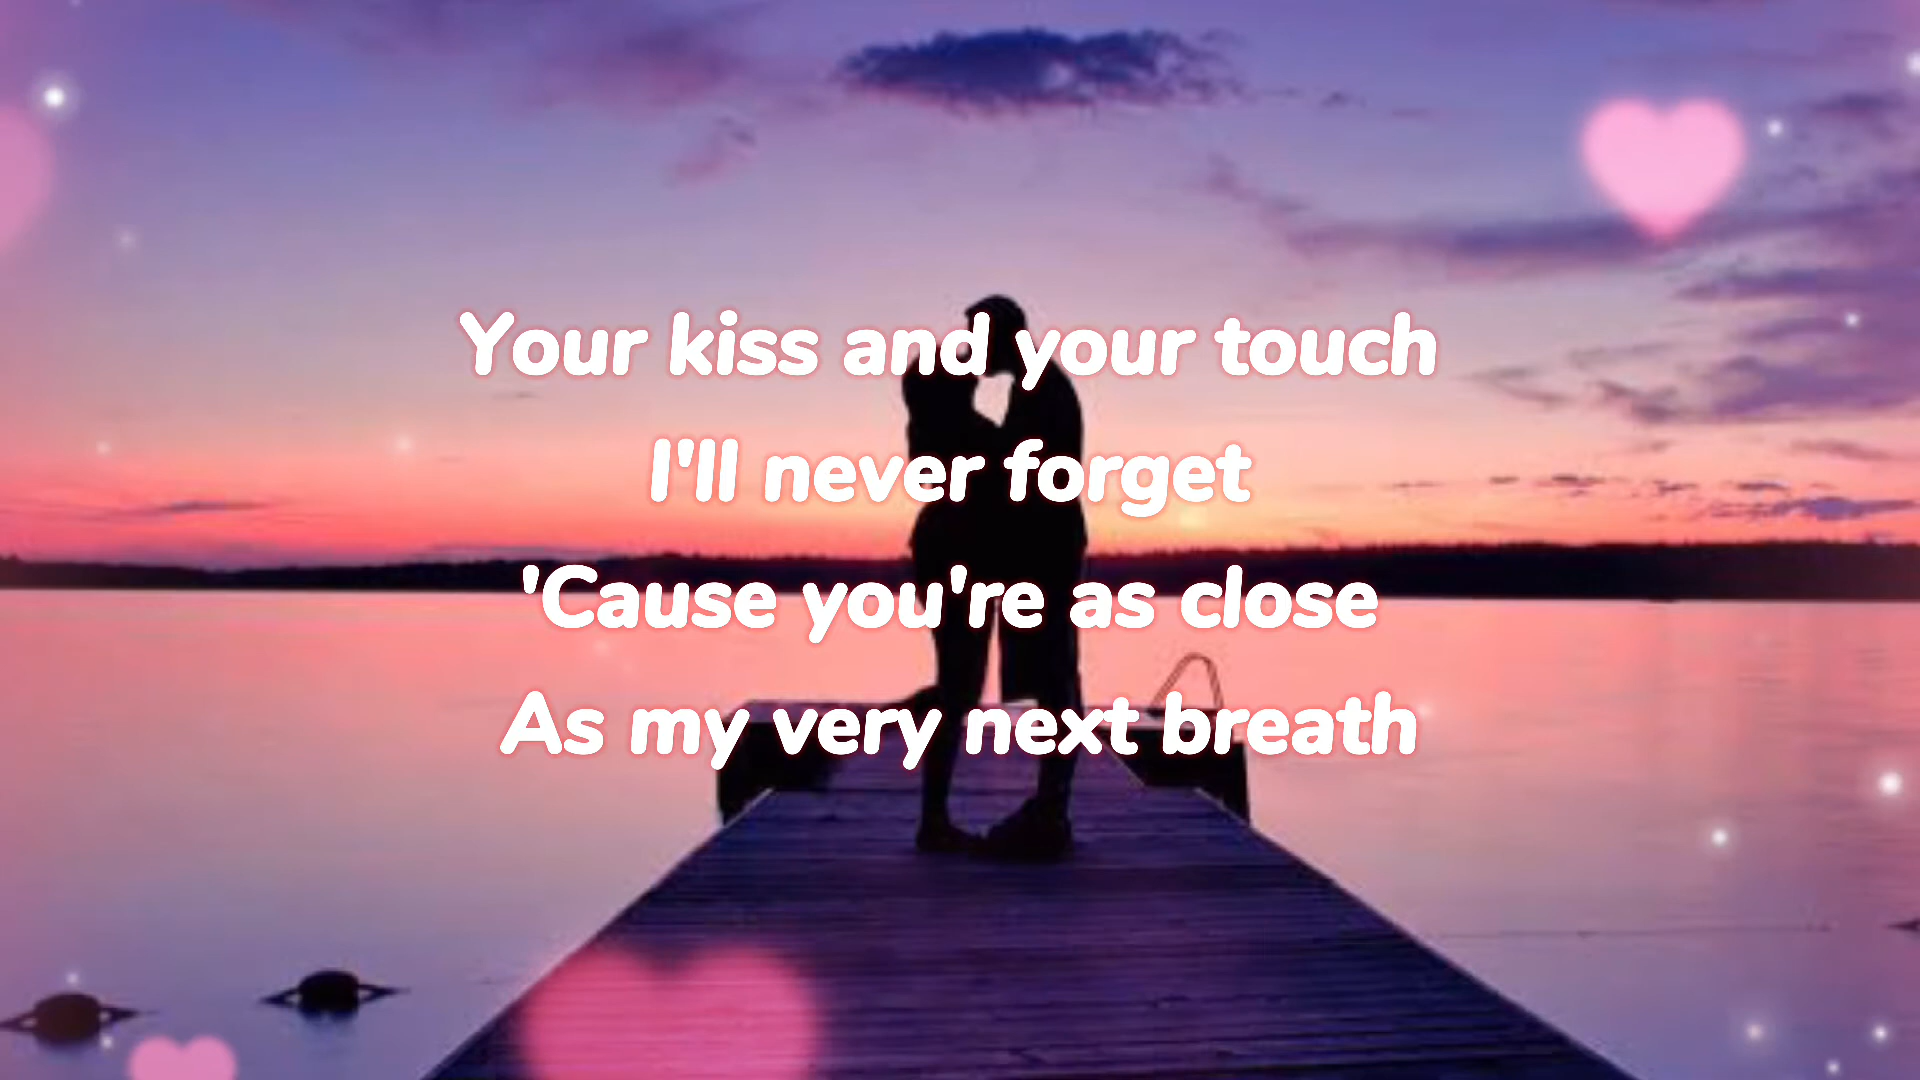 Your kiss and your touch
I'll never forget
'Cause you're as close
As my very next breath